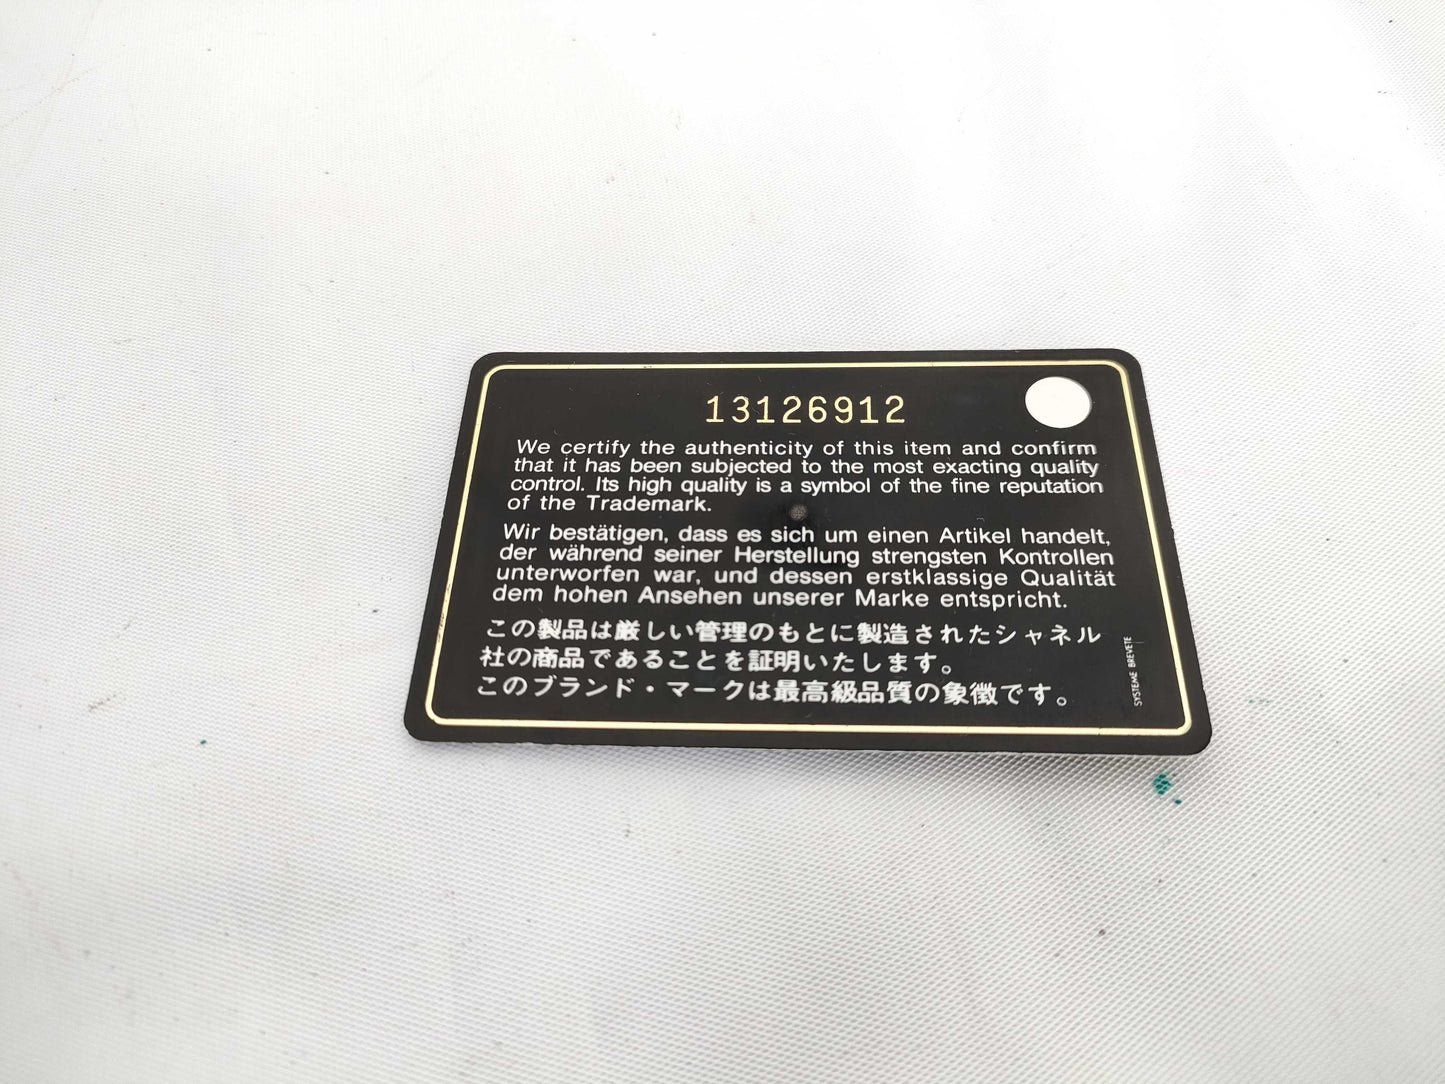 13126912
We certify the authenticity of this item and confirm
that it has been subjected to the most exacting quality
control. Its high quality is a symbol of the fine reputation
of the Trademark.
Wir bestätigen, dass es sich um einen Artikel handelt,
der während seiner Herstellung strengsten Kontrollen
unterworfen war, und dessen erstklassige Qualität
dem hohen Ansehen unserer Marke entspricht.
この製品は厳しい管理のもとに製造されたシャネル
社の商品であることを証明いたします。
このブランド・マークは最高級品質の象徴です。
SYSTEME BREVETE